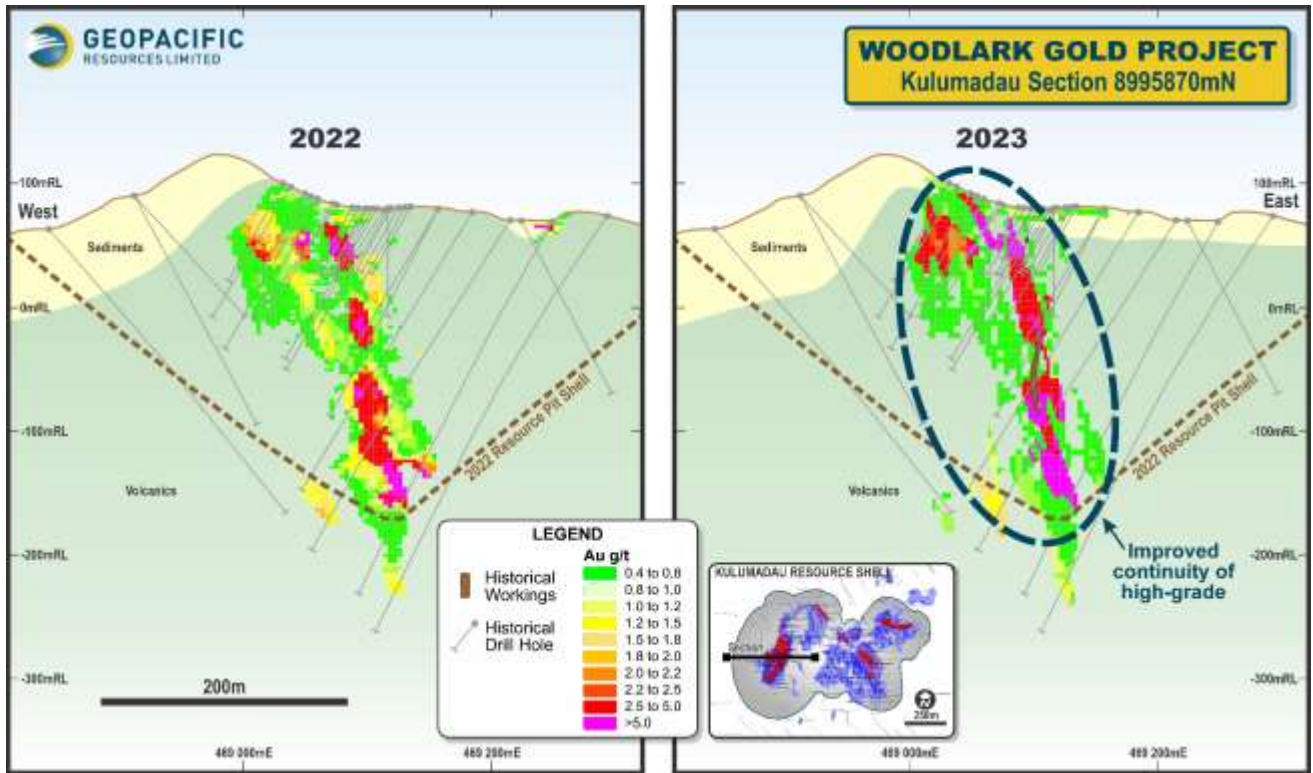 GEOPACIFIC
RESOURCES LIMITED
WOODLARK GOLD PROJECT
Kulumadau Section 8995870mN
2022
100mRL
West
Sediments
0mRL
-100mRL
2022 Resource Pit Shell
Volcanics
-200mRL
-300mRL
200m
469 000mE
469 200mE
2023
100mRL
East
Sediments
0mRL
-100mRL
2022 Resource Pit Shell
Volcanics
-200mRL
Improved
continuity of
high-grade
-300mRL
469 000mE
469 200mE
LEGEND
Au g/t
Historical
Workings
Historical
Drill Hole
0.4 to 0.8
0.8 to 1.0
1.0 to 1.2
1.2 to 1.5
1.5 to 1.8
1.8 to 2.0
2.0 to 2.2
2.2 to 2.5
2.5 to 5.0
>5.0
KULUMADAU RESOURCE SHELL
Section
250m